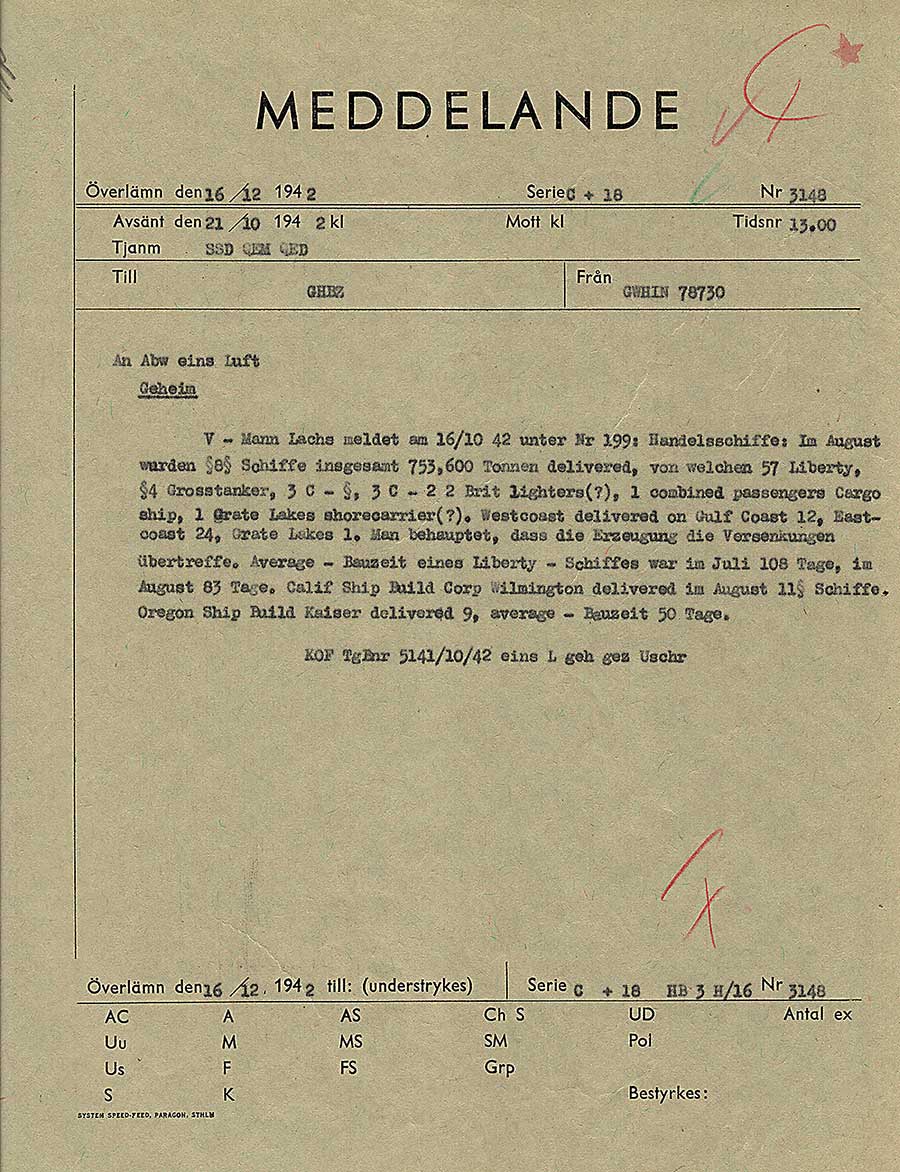 MEDDELANDE
Överlämn den 16 /12 194 2 Serie C + 18 Nr 3148
Avsänt den 21 /10 194 2 kl Mott kl Tidsnr 13.00
Tjanm SSD QEM QED
Till GHBZ Från GWHIN 78730
An Abw eins Luft
Geheim
V - Mann Lachs meldet am 16/10 42 unter Nr 199: Handelsschiffe: Im August
wurden §8§ Schiffe insgesamt 753,600 Tonnen delivered, von welchen 57 Liberty,
§4 Grosstanker, 3 C - §, 3 C - 2 2 Brit lighters(?), 1 combined passengers Cargo
ship, 1 Grate Lakes shorecarrier(?). Westcoast delivered on Gulf Coast 12, East-
coast 24, Grate Lakes 1. Man behauptet, dass die Erzeugung die Versenkungen
übertreffe. Average - Bauzeit eines Liberty - Schiffes war im Juli 108 Tage, im
August 83 Tage. Calif Ship Build Corp Wilmington delivered im August 11§ Schiffe.
Oregon Ship Build Kaiser delivered 9, average - Bauzeit 50 Tage.
KOF TgBnr 5141/10/42 eins L geh gez Uschr
Överlämn den 16 /12. 194 2 till: (understrykes) Serie C + 18 HB 3 H/16 Nr 3148
AC A AS Ch S UD Antal ex
Uu M MS SM Pol
Us F FS Grp
S K Bestyrkes:
SYSTEM SPEED-FEED, PARAGON, STHLM